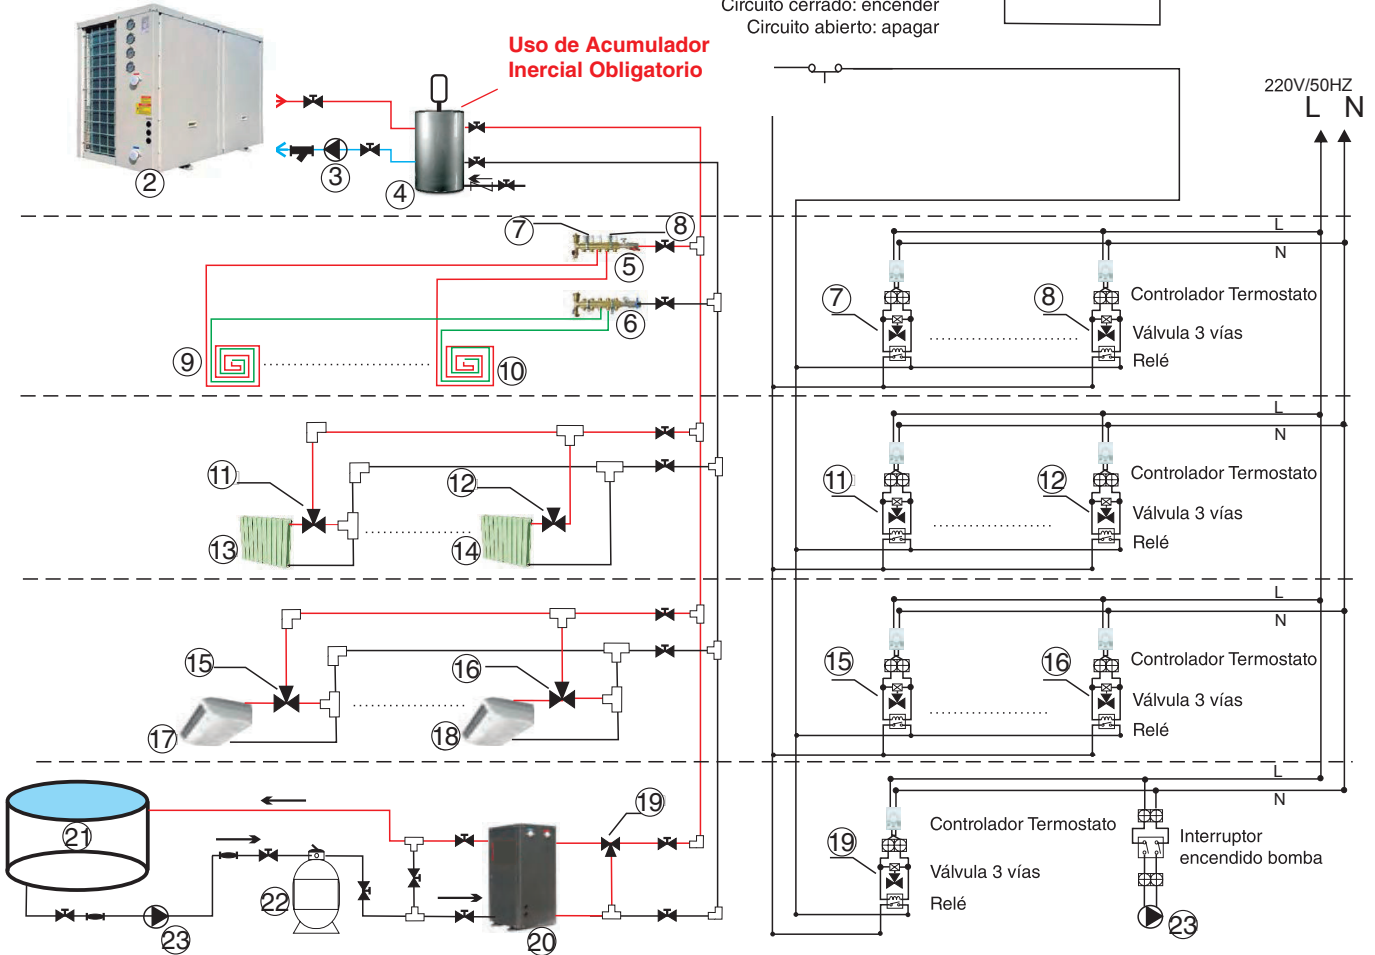 Circuito cerrado: encender
Circuito abierto: apagar
Uso de Acumulador
Inercial Obligatorio
220V/50HZ
L N
2
3
4
7
8
5
6
9
10
L
N
7
8
Controlador Termostato
Válvula 3 vías
Relé
11
12
13
14
L
N
11
12
Controlador Termostato
Válvula 3 vías
Relé
15
16
17
18
L
N
15
16
Controlador Termostato
Válvula 3 vías
Relé
21
19
22
23
20
L
N
19
Controlador Termostato
Válvula 3 vías
Relé
Interruptor
encendido bomba
23